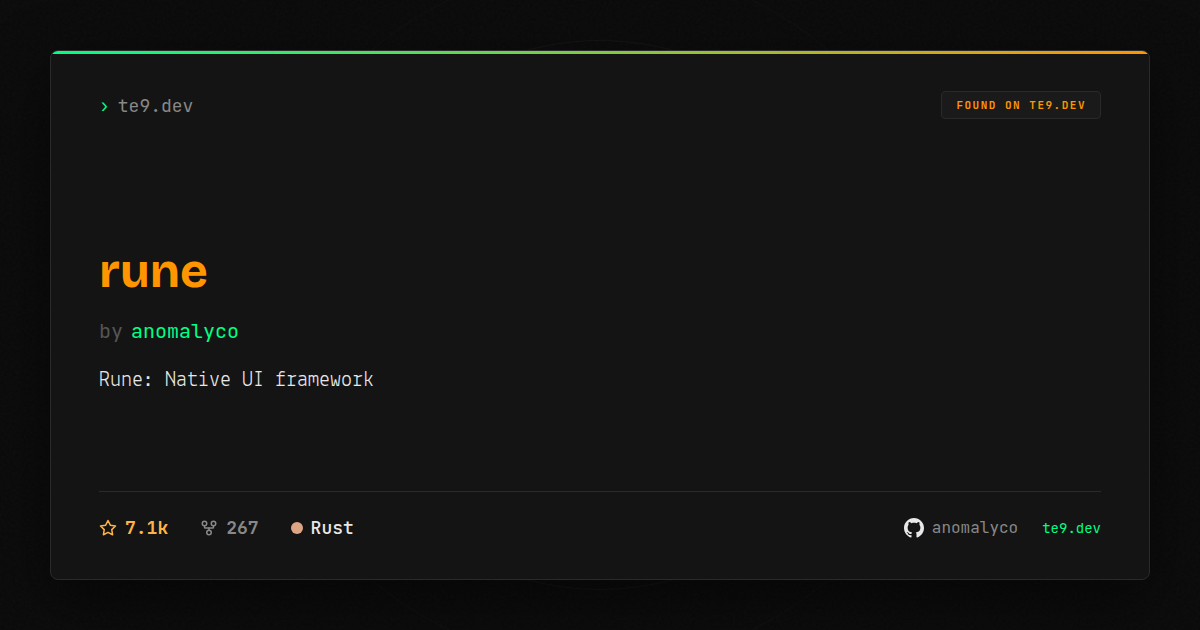 › te9.dev
FOUND ON TE9.DEV
rune
by anomalyco
Rune: Native UI framework
7.1k 267 Rust
anomalyco te9.dev